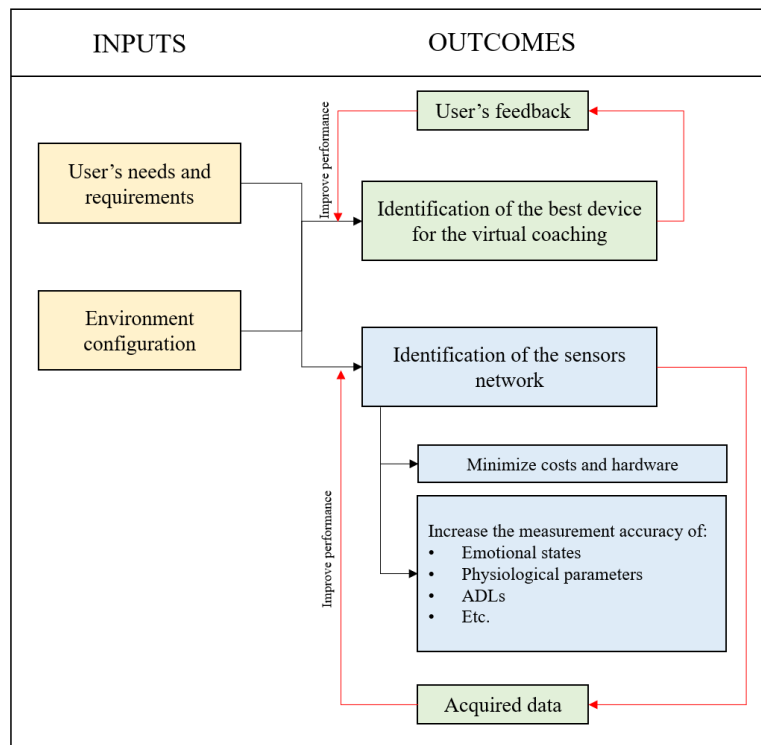 INPUTS
OUTCOMES
User's feedback
Improve performance
User's needs and
requirements
Identification of the best device
for the virtual coaching
Environment
configuration
Identification of the sensors
network
Minimize costs and hardware
Improve performance
Increase the measurement accuracy of:
• Emotional states
• Physiological parameters
• ADLs
• Etc.
Acquired data